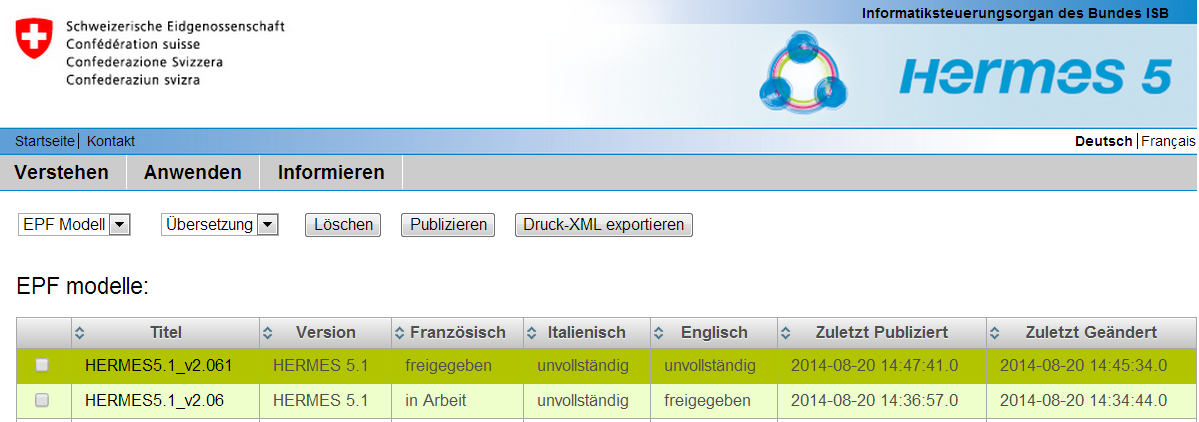 Informatiksteuerungsorgan des Bundes ISB
Schweizerische Eidgenossenschaft
Confédération suisse
Confederazione Svizzera
Confederaziun svizra
Hermes 5
Startseite| Kontakt
Deutsch|Français
Verstehen Anwenden Informieren
EPF Modell Übersetzung Löschen Publizieren Druck-XML exportieren
EPF modelle:
Titel Version Französisch Italienisch Englisch Zuletzt Publiziert Zuletzt Geändert
HERMES5.1_v2.061 HERMES 5.1 freigegeben unvollständig unvollständig 2014-08-20 14:47:41.0 2014-08-20 14:45:34.0
HERMES5.1_v2.06 HERMES 5.1 in Arbeit unvollständig freigegeben 2014-08-20 14:36:57.0 2014-08-20 14:34:44.0